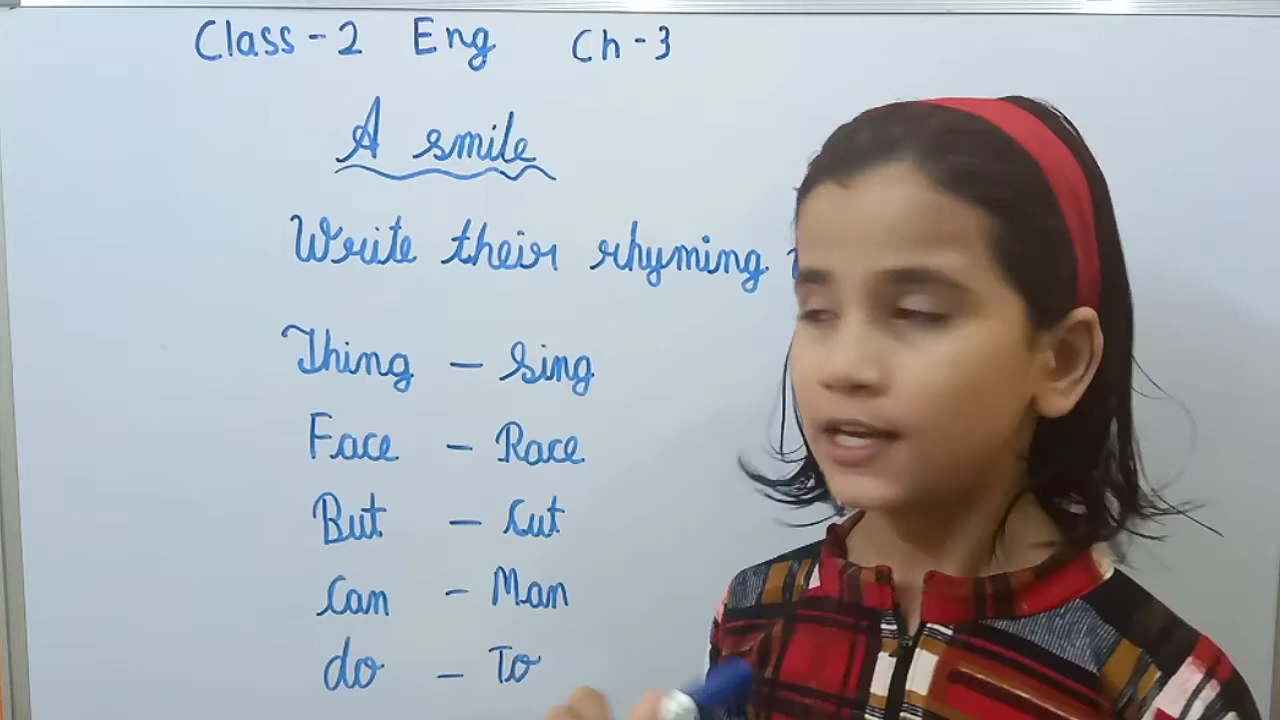 Class-2 Eng Ch-3
A smile
Write their rhyming
Thing - Sing
Face - Race
But - Cut
Can - Man
do - To